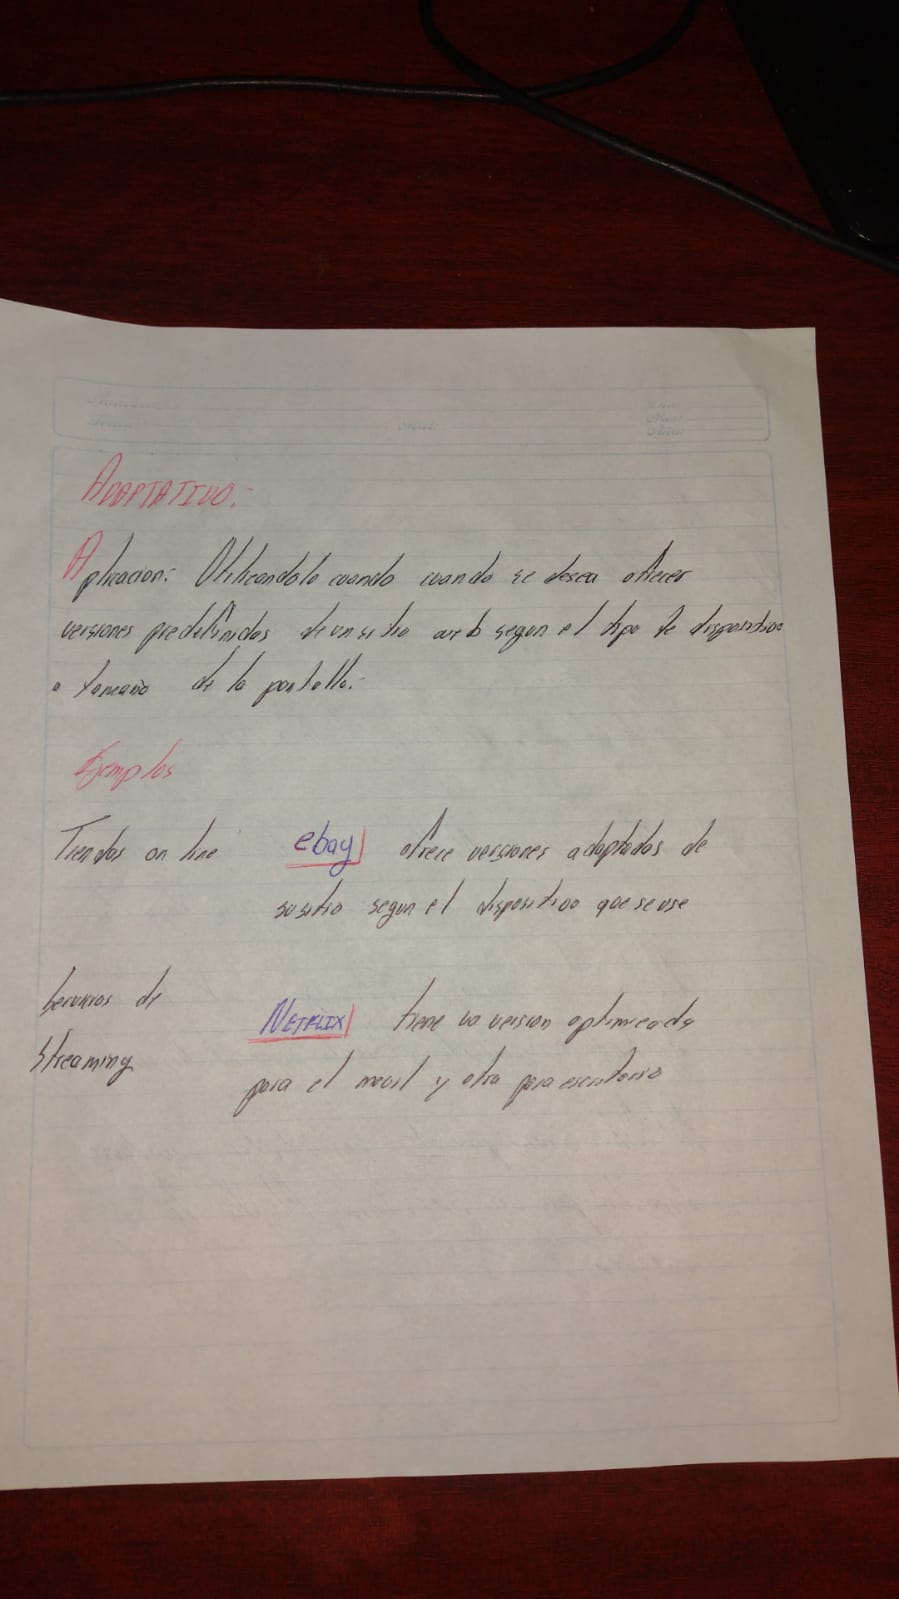 ADAPTATIVO:
Aplicacion: Utilicandolo cuando cuando se desea ofrecer
versiones predefinidas de un sitio web segun el tipo de dispositivo
o tamaño de la pantalla.
Ejemplos
Tiendas on line ebay ofrece versiones adaptadas de
su sitio segun el dispositivo que se use
Servicios de
Streaming NETFLIX tiene una version optimizada
para el movil y otra para escritorio